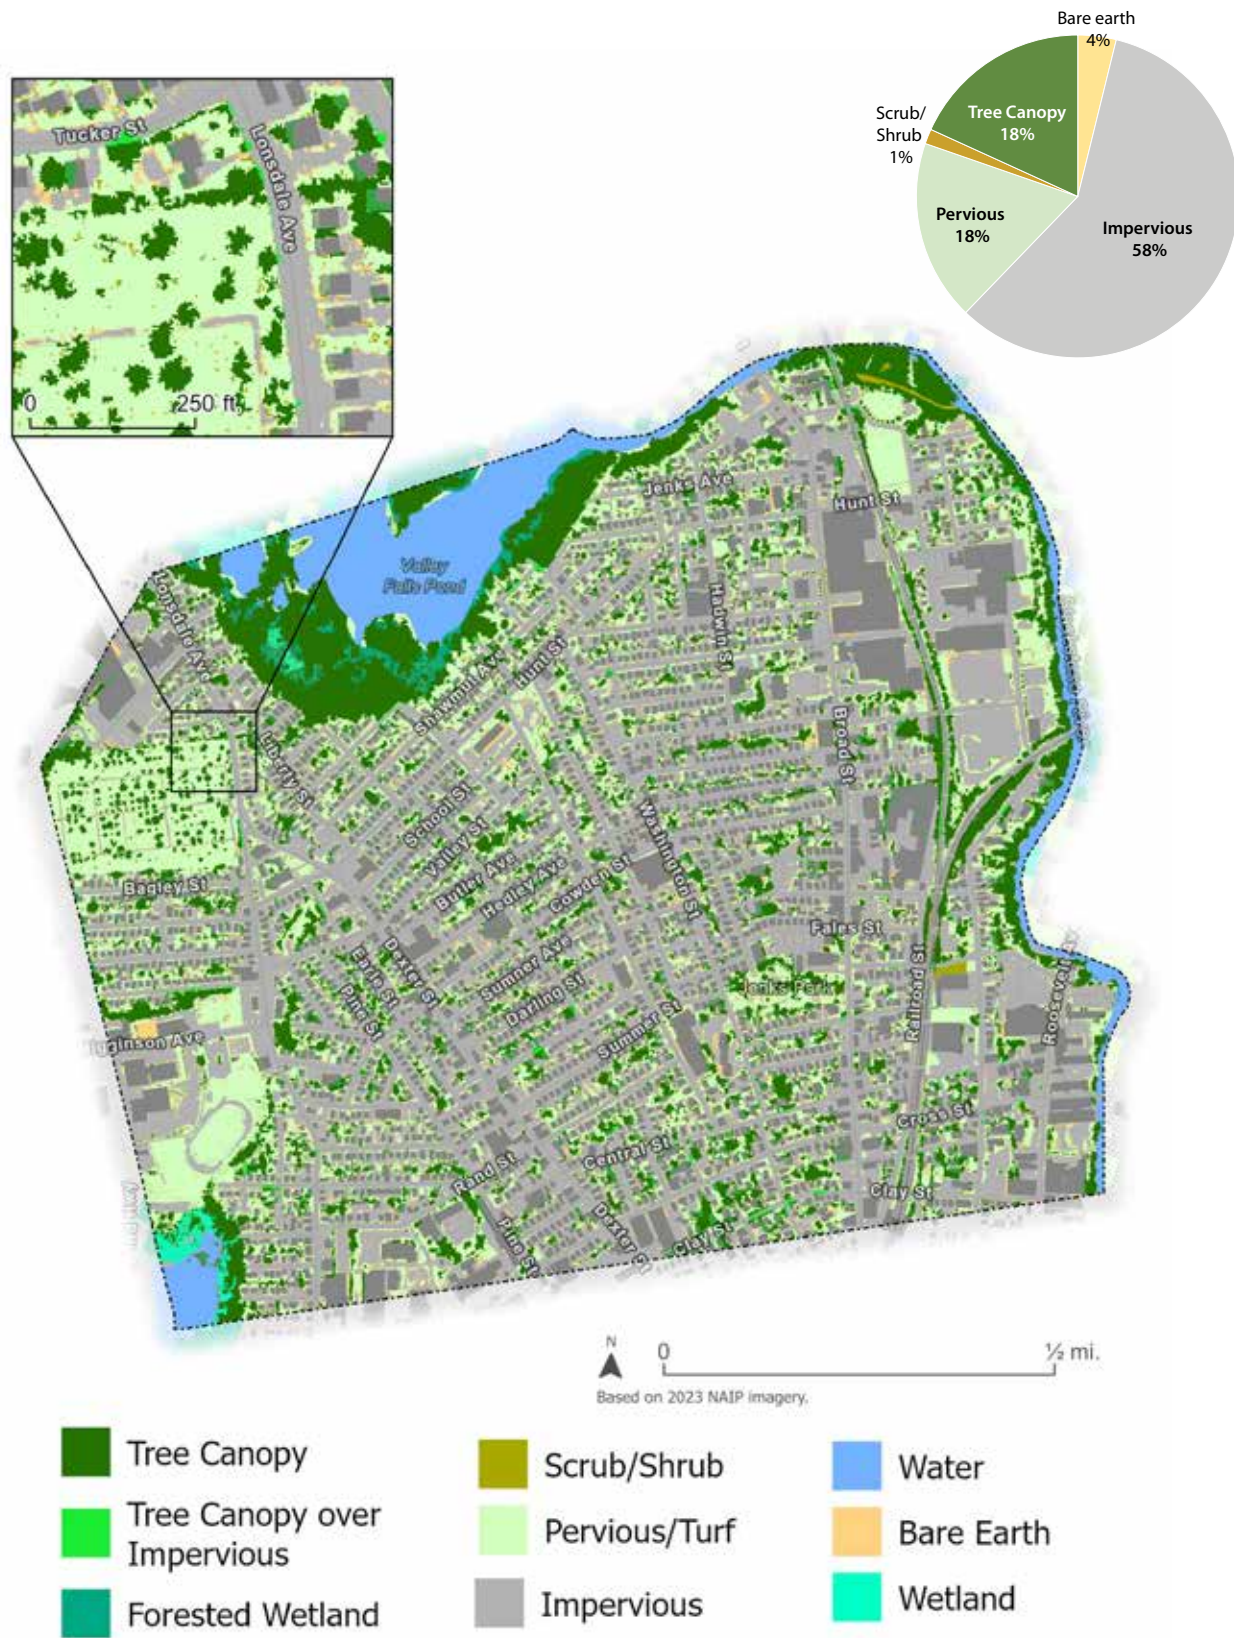 Bare earth
4%
Scrub/
Shrub
1%
Tree Canopy
18%
Pervious
18%
Impervious
58%
Tucker St
Lonsdale Ave
0
250 ft
Jenks Ave
Hunt St
Valley
Falls Pond
Lonsdale Ave
Hadwin St
Hunt St
Shawmut Ave
Broad St
Liberty St
School St
Valley St
Washington St
Butler Ave
Hedley Ave
Cowden St
Bagley St
Fales St
Dexter St
Earle St
Pine St
Sumner Ave
Darling St
Jenks Park
Railroad St
Roosevelt
Summer St
igginson Ave
Cross St
Central St
Rand St
Clay St
Pine St
Dexter St
Clay St
N
0
½ mi.
Based on 2023 NAIP imagery.
Tree Canopy
Tree Canopy over
Impervious
Forested Wetland
Scrub/Shrub
Pervious/Turf
Impervious
Water
Bare Earth
Wetland